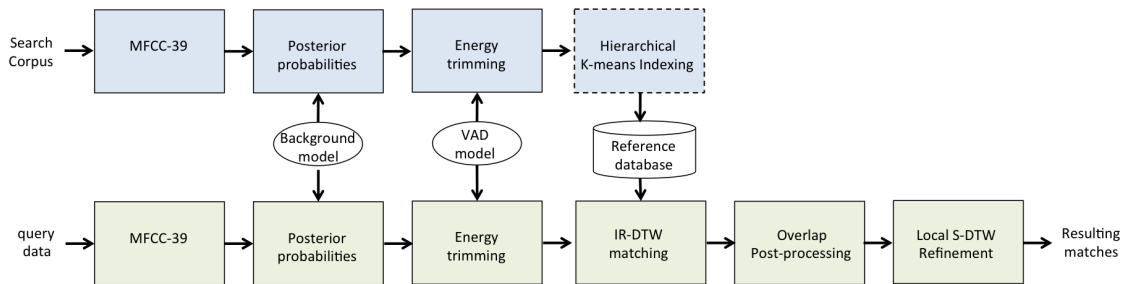 Search
Corpus
MFCC-39
Posterior
probabilities
Energy
trimming
Hierarchical
K-means Indexing
Background
model
VAD
model
Reference
database
query
data
MFCC-39
Posterior
probabilities
Energy
trimming
IR-DTW
matching
Overlap
Post-processing
Local S-DTW
Refinement
Resulting
matches